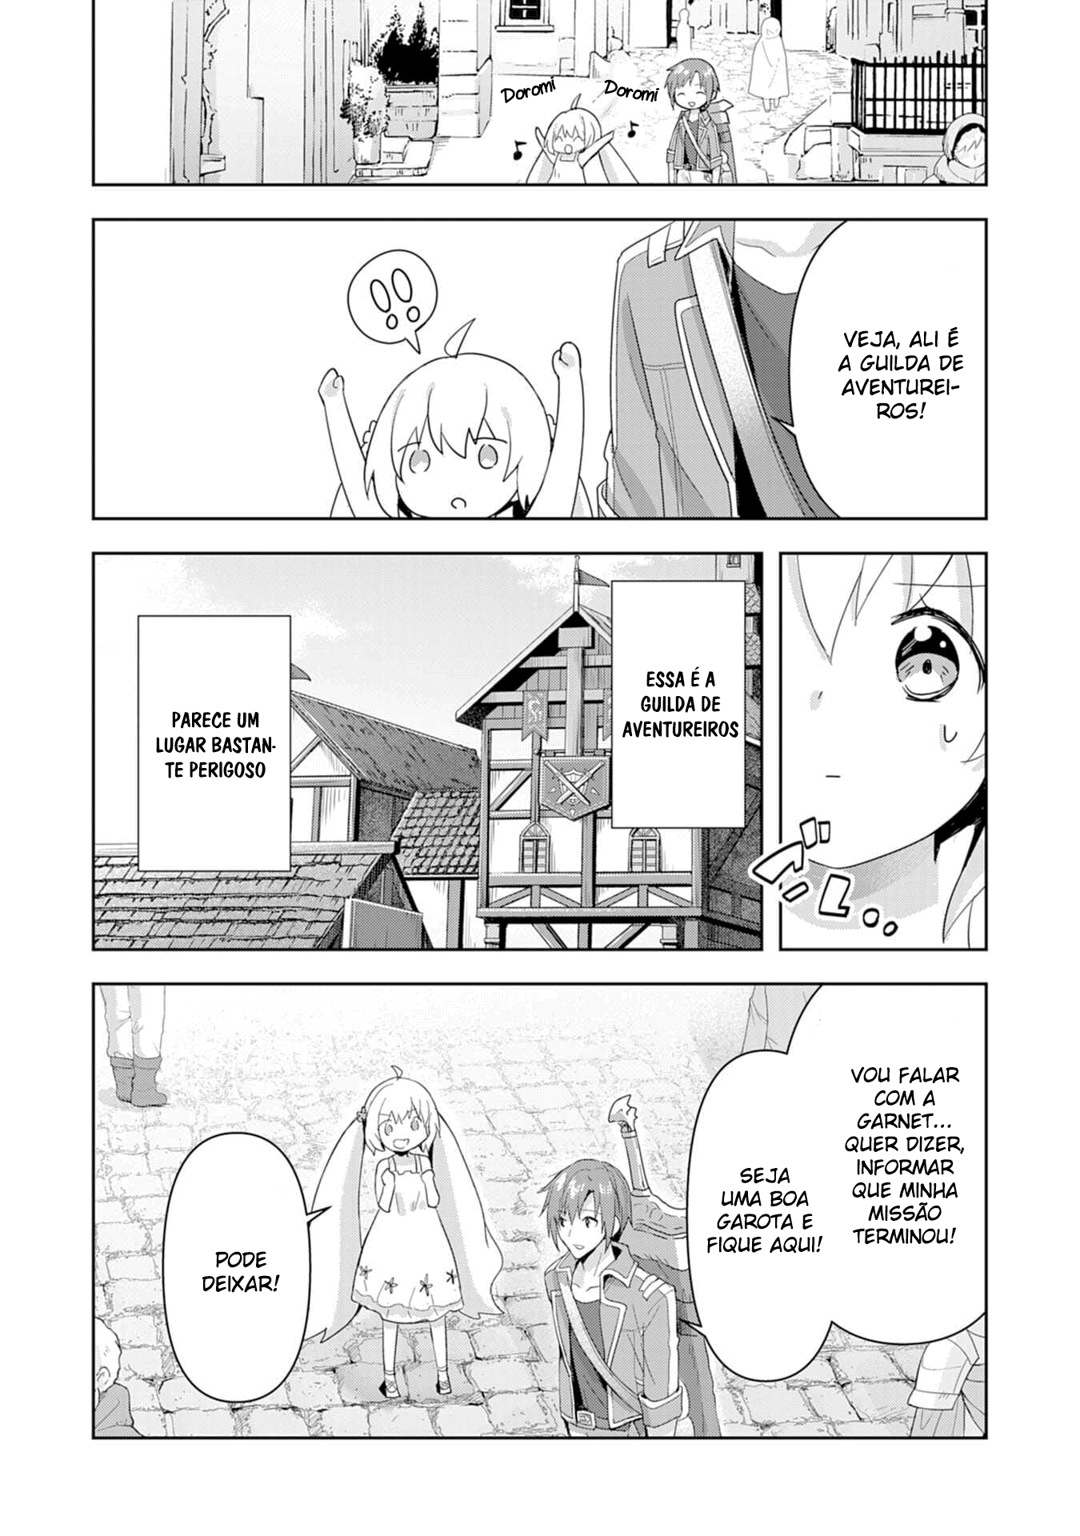 Doromi
Doromi
VEJA, ALI É
A GUILDA DE
AVENTUREI-
ROS!
ESSA É A
GUILDA DE
AVENTUREIROS
PARECE UM
LUGAR BASTAN-
TE PERIGOSO
VOU FALAR
COM A
GARNET...
QUER DIZER,
INFORMAR
QUE MINHA
MISSÃO
TERMINOU!
SEJA
UMA BOA
GAROTA E
FIQUE AQUI!
PODE
DEIXAR!